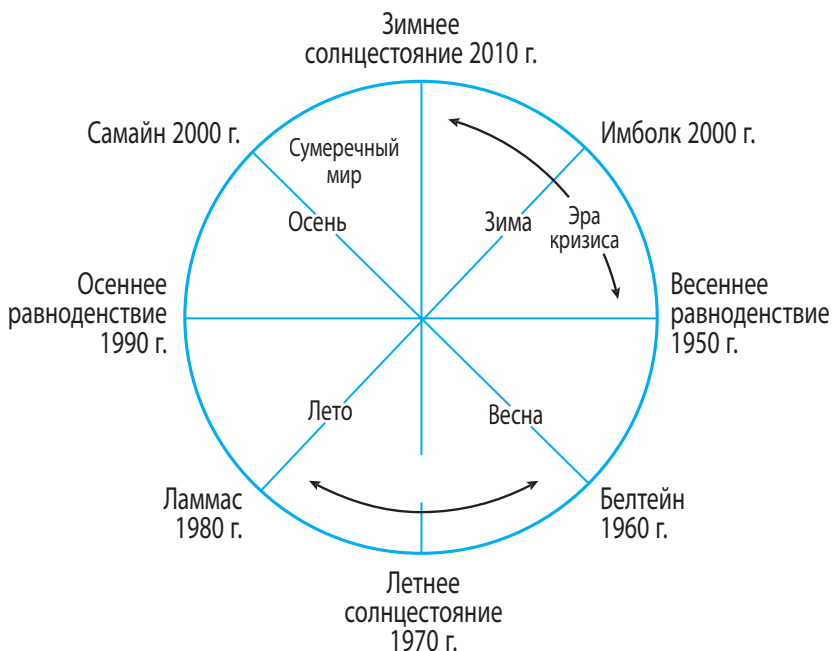 Зимнее
солнцестояние 2010 г.
Самайн 2000 г.
Имболк 2000 г.
Сумеречный
мир
Осень
Зима
Эра
кризиса
Осеннее
равноденствие
1990 г.
Весеннее
равноденствие
1950 г.
Лето
Весна
Ламмас
1980 г.
Белтейн
1960 г.
Летнее
солнцестояние
1970 г.